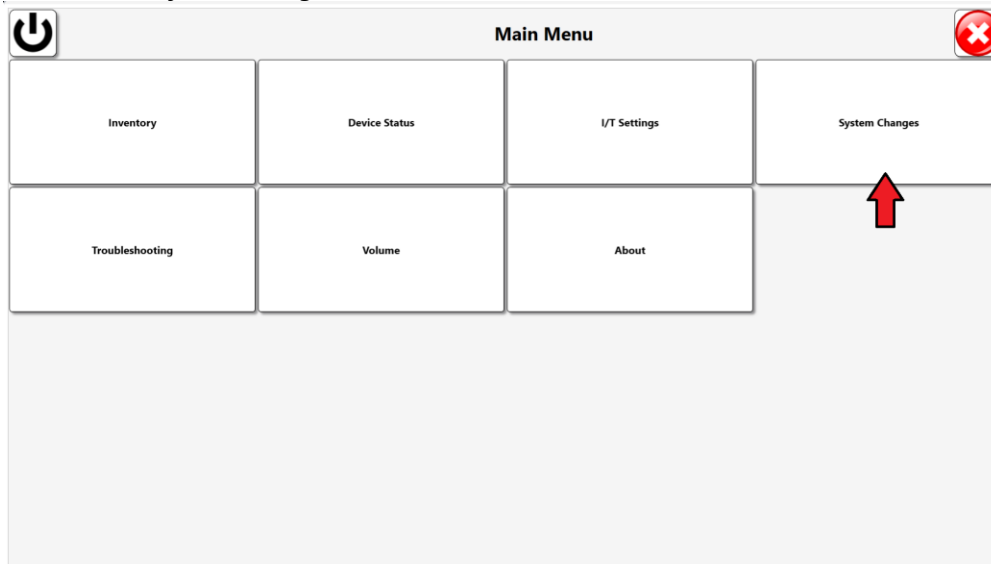 Main Menu
Inventory
Device Status
I/T Settings
System Changes
Troubleshooting
Volume
About